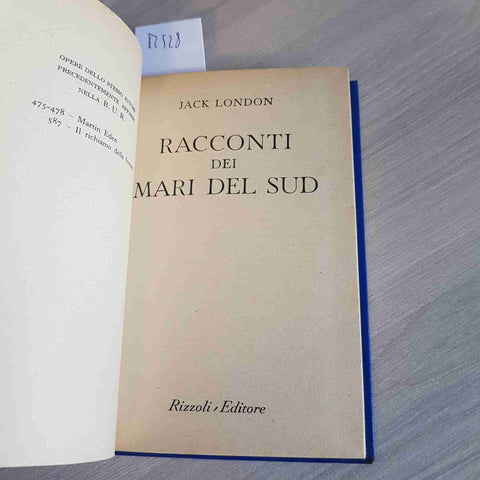 OPERE DELLO STESSO
PRECEDENTEMENTE
NELLA B. U. R.
475-478 – Martin Eden
587 – Il richiamo della
JACK LONDON
RACCONTI
DEI
MARI DEL SUD
Rizzoli, Editore